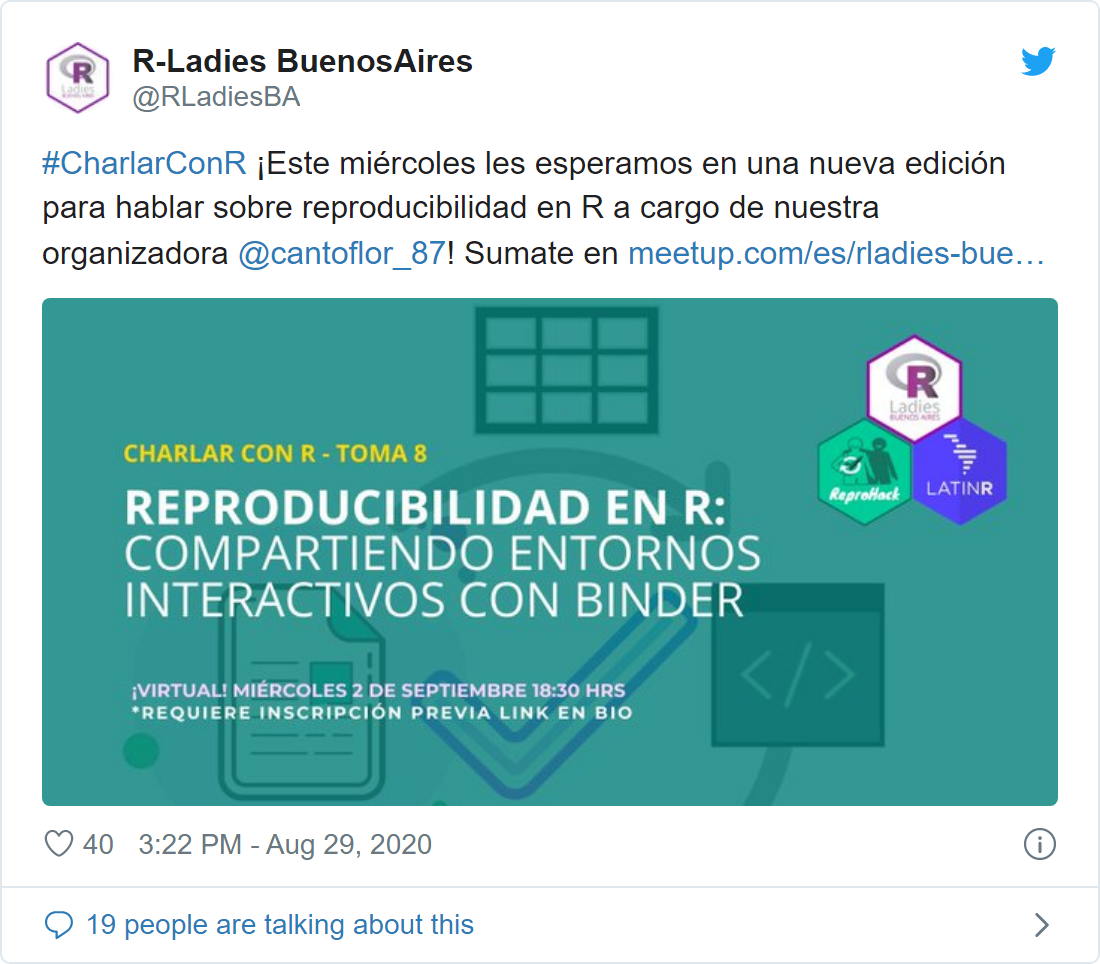 R-Ladies BuenosAires
@RLadiesBA
#CharlarConR ¡Este miércoles les esperamos en una nueva edición
para hablar sobre reproducibilidad en R a cargo de nuestra
organizadora @cantoflor_87! Sumate en meetup.com/es/rladies-bue…
R
Ladies
BUENOS AIRES
ReproHack
LATINR
CHARLAR CON R - TOMA 8
REPRODUCIBILIDAD EN R:
COMPARTIENDO ENTORNOS
INTERACTIVOS CON BINDER
</>
¡VIRTUAL! MIÉRCOLES 2 DE SEPTIEMBRE 18:30 HRS
*REQUIERE INSCRIPCIÓN PREVIA LINK EN BIO
40 3:22 PM - Aug 29, 2020
19 people are talking about this